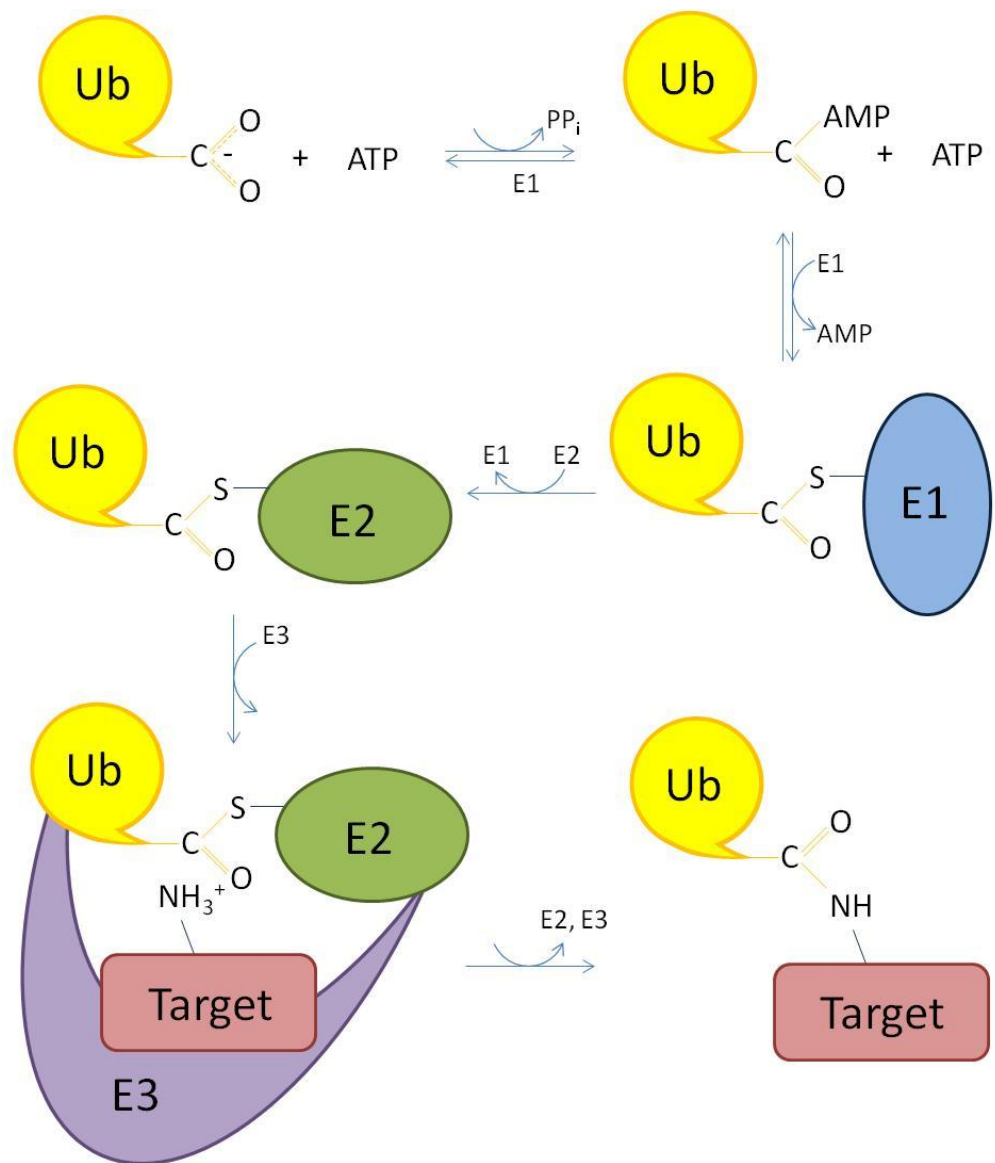 Ub
C
O
-
O
+ ATP
PPi
E1
Ub
C
AMP
O
+ ATP
E1
AMP
Ub
C
S
O
E1
E1 E2
Ub
C
S
O
E2
E3
Ub
C
S
O
E2
NH3+
Target
E3
E2, E3
Ub
C
O
NH
Target